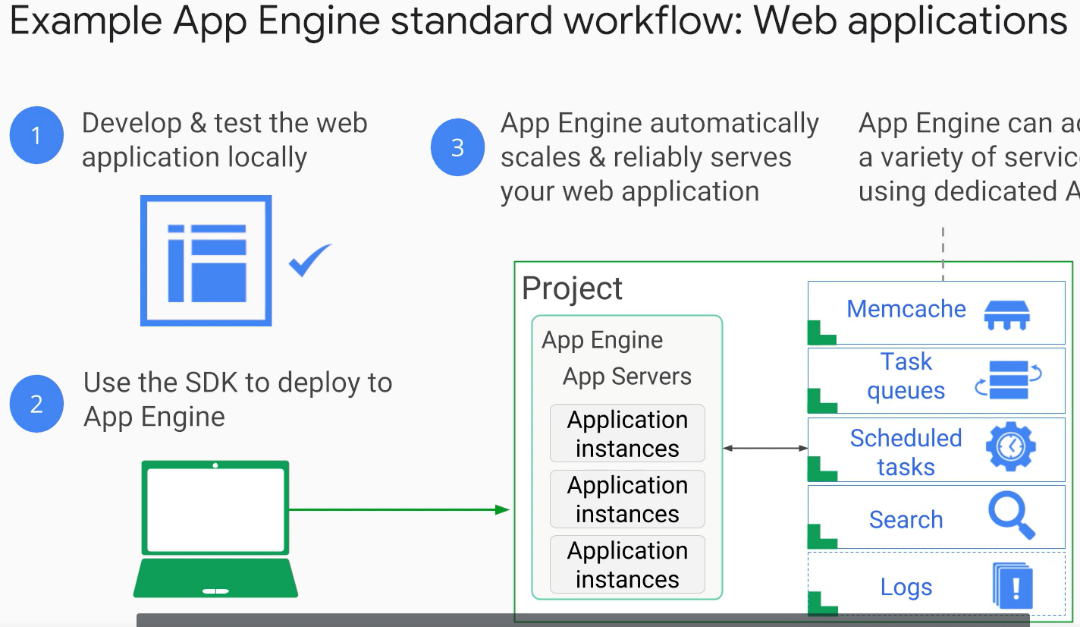 Example App Engine standard workflow: Web applications
1
Develop & test the web
application locally
2
Use the SDK to deploy to
App Engine
3
App Engine automatically
scales & reliably serves
your web application
App Engine can
a variety of
using dedicated
Project
App Engine
App Servers
Application
instances
Application
instances
Application
instances
Memcache
Task
queues
Scheduled
tasks
Search
Logs